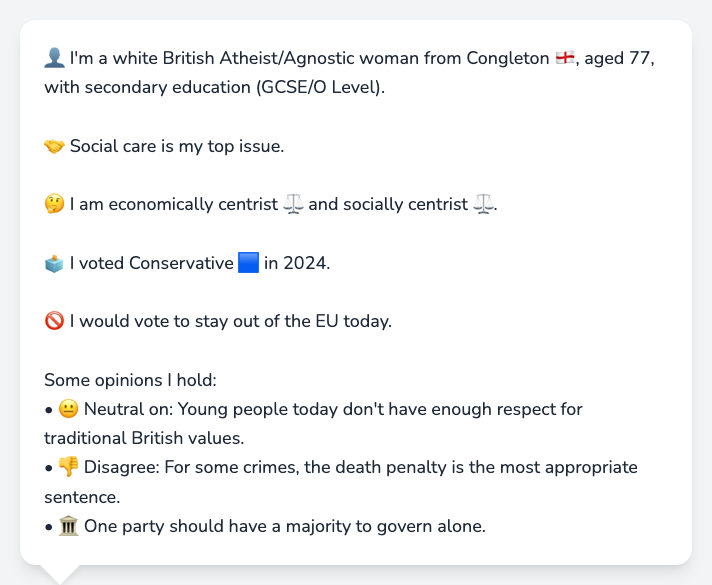 👤 I'm a white British Atheist/Agnostic woman from Congleton 🏴󠁧󠁢󠁥󠁮󠁧󠁿, aged 77,
with secondary education (GCSE/O Level).
🤝 Social care is my top issue.
🤔 I am economically centrist ⚖️ and socially centrist ⚖️.
🗳️ I voted Conservative 🟦 in 2024.
🚫 I would vote to stay out of the EU today.
Some opinions I hold:
• 😐 Neutral on: Young people today don't have enough respect for
traditional British values.
• 👎 Disagree: For some crimes, the death penalty is the most appropriate
sentence.
• 🏛️ One party should have a majority to govern alone.